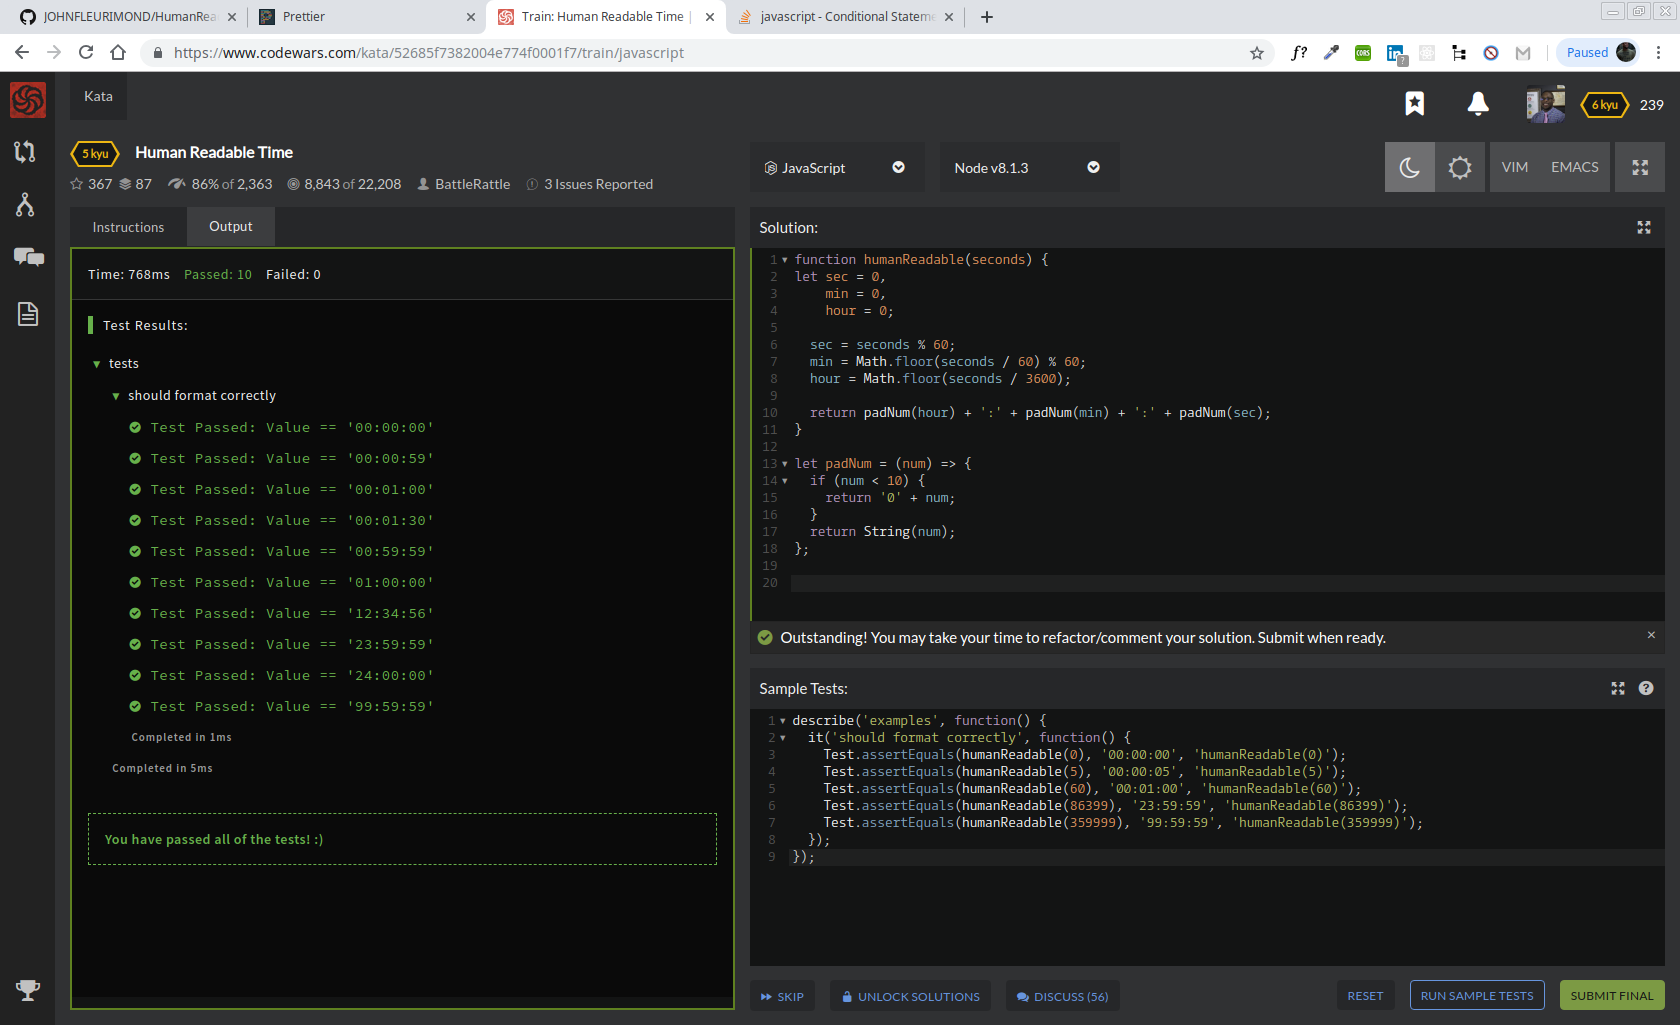 JOHNFLEURIMOND/HumanRea
Prettier
Train: Human Readable Time |
javascript - Conditional Stateme
https://www.codewars.com/kata/52685f7382004e774f0001f7/train/javascript
f?
CORS
in
?
Paused
Kata
6 kyu
239
5 kyu
Human Readable Time
367 87 86% of 2,363 8,843 of 22,208 BattleRattle 3 Issues Reported
JavaScript
Node v8.1.3
VIM
EMACS
Instructions
Output
Time: 768ms Passed: 10 Failed: 0
Test Results:
tests
should format correctly
Test Passed: Value == '00:00:00'
Test Passed: Value == '00:00:59'
Test Passed: Value == '00:01:00'
Test Passed: Value == '00:01:30'
Test Passed: Value == '00:59:59'
Test Passed: Value == '01:00:00'
Test Passed: Value == '12:34:56'
Test Passed: Value == '23:59:59'
Test Passed: Value == '24:00:00'
Test Passed: Value == '99:59:59'
Completed in 1ms
Completed in 5ms
You have passed all of the tests! :)
Solution:
1 function humanReadable(seconds) {
2 let sec = 0,
3 min = 0,
4 hour = 0;
5
6 sec = seconds % 60;
7 min = Math.floor(seconds / 60) % 60;
8 hour = Math.floor(seconds / 3600);
9
10 return padNum(hour) + ':' + padNum(min) + ':' + padNum(sec);
11 }
12
13 let padNum = (num) => {
14 if (num < 10) {
15 return '0' + num;
16 }
17 return String(num);
18 };
19
20
Outstanding! You may take your time to refactor/comment your solution. Submit when ready.
Sample Tests:
1 describe('examples', function() {
2 it('should format correctly', function() {
3 Test.assertEquals(humanReadable(0), '00:00:00', 'humanReadable(0)');
4 Test.assertEquals(humanReadable(5), '00:00:05', 'humanReadable(5)');
5 Test.assertEquals(humanReadable(60), '00:01:00', 'humanReadable(60)');
6 Test.assertEquals(humanReadable(86399), '23:59:59', 'humanReadable(86399)');
7 Test.assertEquals(humanReadable(359999), '99:59:59', 'humanReadable(359999)');
8 });
9 });
SKIP
UNLOCK SOLUTIONS
DISCUSS (56)
RESET
RUN SAMPLE TESTS
SUBMIT FINAL